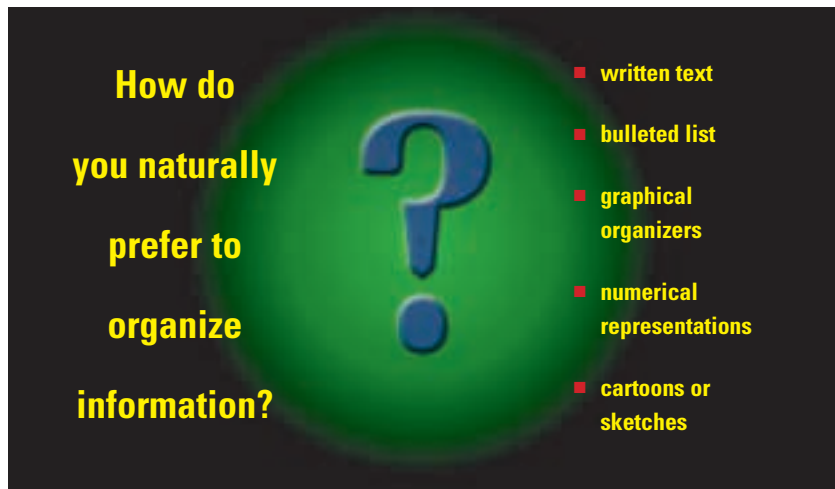 How do
you naturally
prefer to
organize
information?
?
written text
bulleted list
graphical
organizers
numerical
representations
cartoons or
sketches